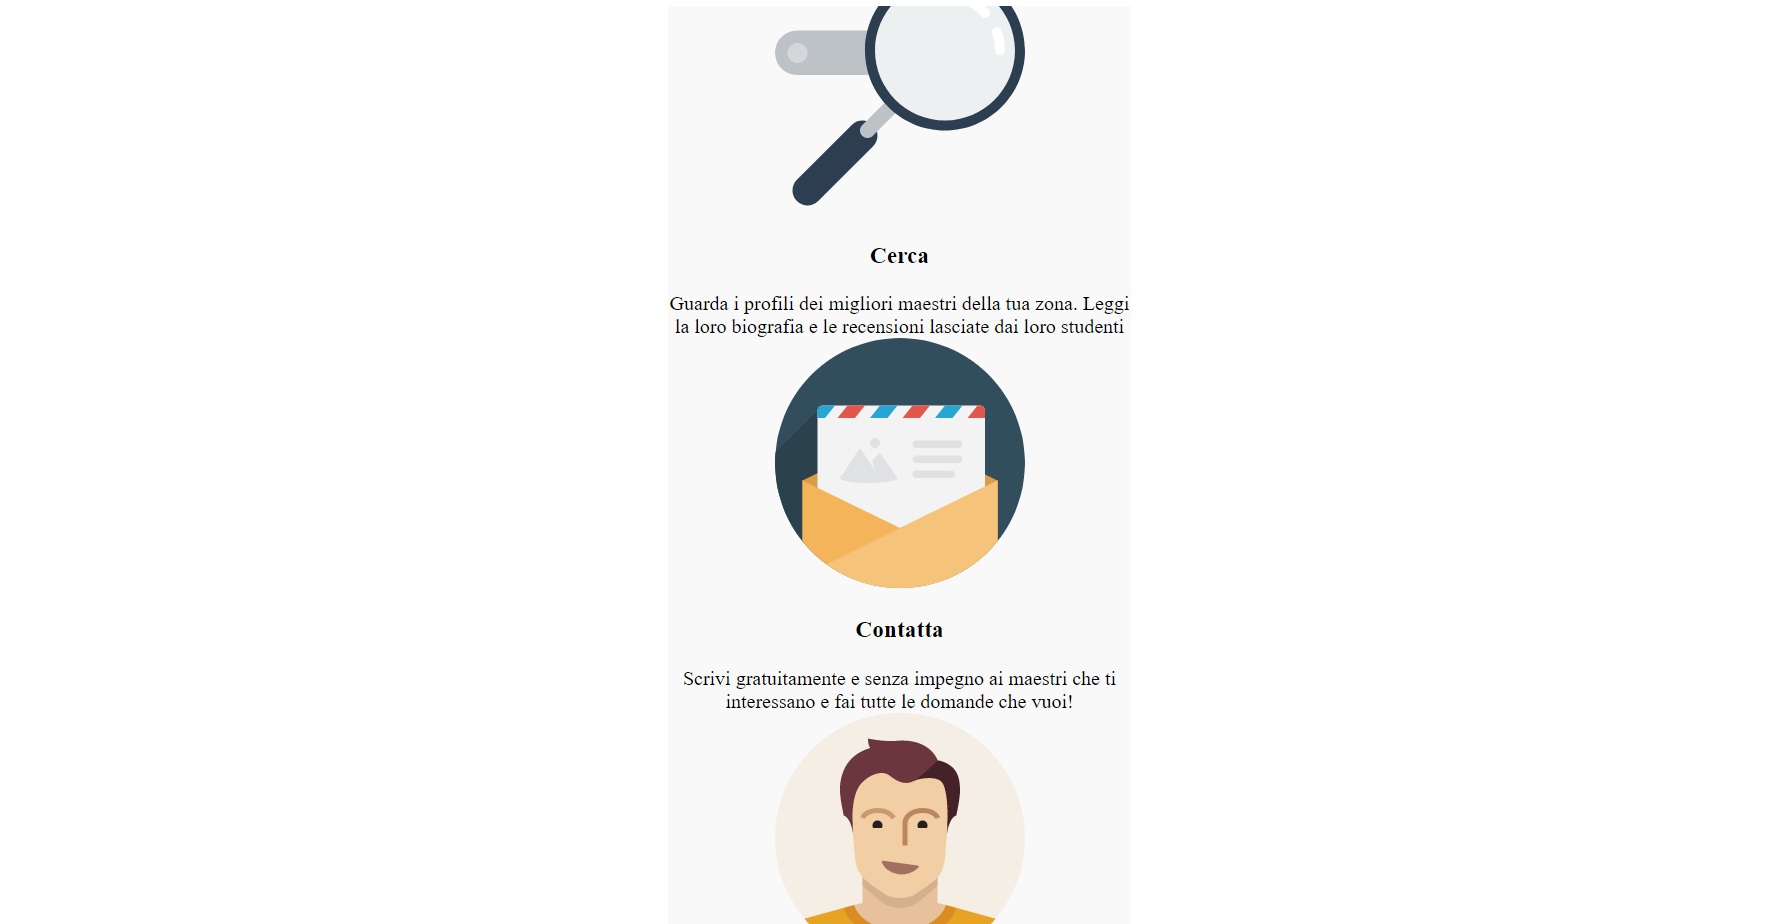 Cerca
Guarda i profili dei migliori maestri della tua zona. Leggi
la loro biografia e le recensioni lasciate dai loro studenti
Contatta
Scrivi gratuitamente e senza impegno ai maestri che ti
interessano e fai tutte le domande che vuoi!